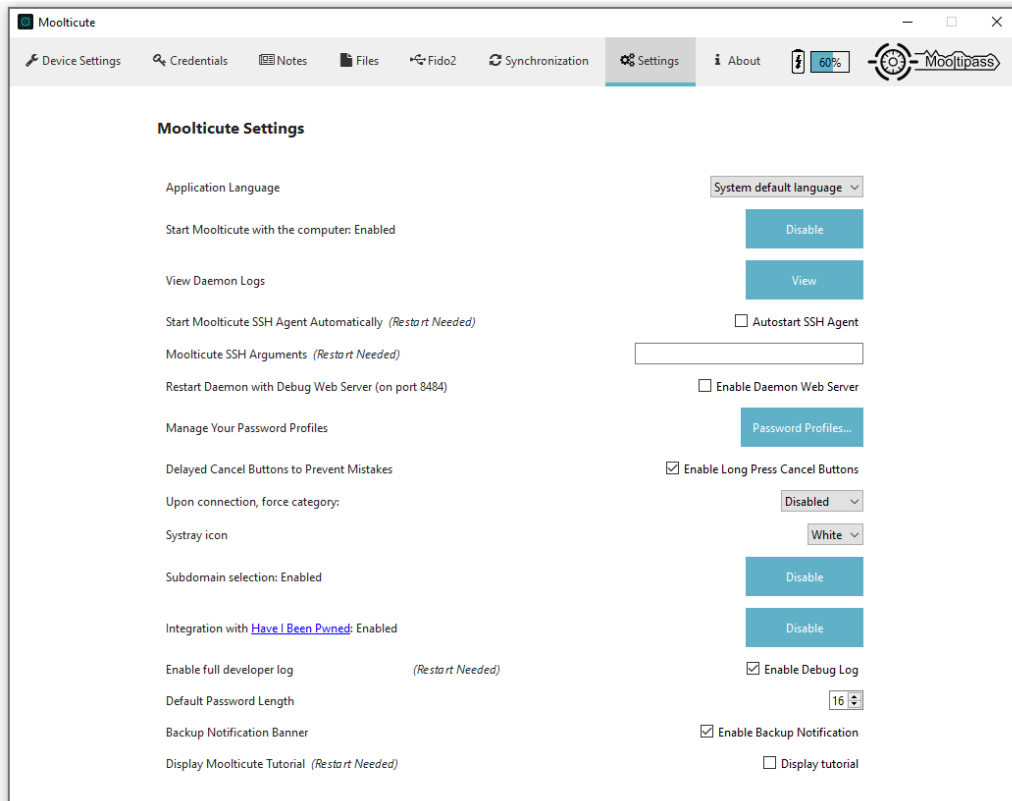 Moolticute
Device Settings Credentials Notes Files Fido2 Synchronization Settings About 60% Mooltipass
Moolticute Settings
Application Language System default language
Start Moolticute with the computer: Enabled Disable
View Daemon Logs View
Start Moolticute SSH Agent Automatically (Restart Needed) Autostart SSH Agent
Moolticute SSH Arguments (Restart Needed)
Restart Daemon with Debug Web Server (on port 8484) Enable Daemon Web Server
Manage Your Password Profiles Password Profiles...
Delayed Cancel Buttons to Prevent Mistakes Enable Long Press Cancel Buttons
Upon connection, force category: Disabled
Systray icon White
Subdomain selection: Enabled Disable
Integration with Have I Been Pwned: Enabled Disable
Enable full developer log (Restart Needed) Enable Debug Log
Default Password Length 16
Backup Notification Banner Enable Backup Notification
Display Moolticute Tutorial (Restart Needed) Display tutorial